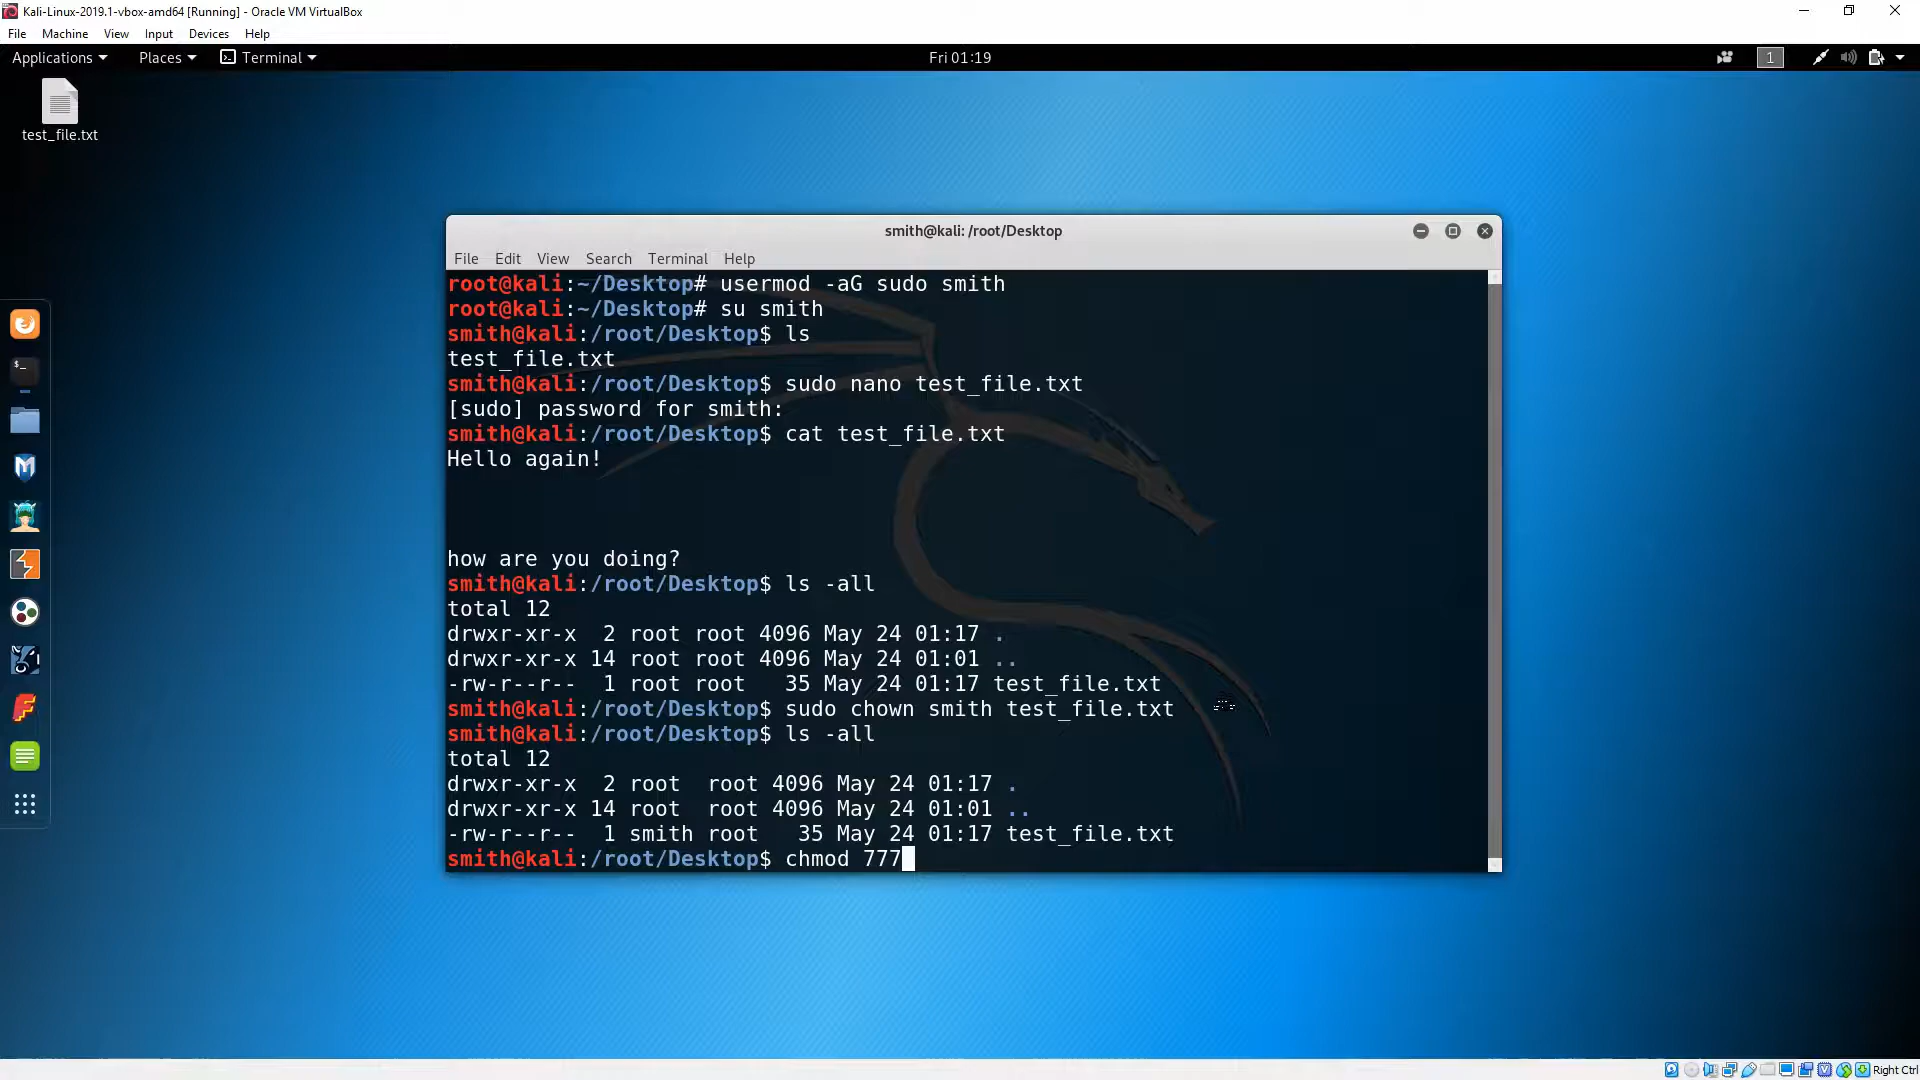 Kali-Linux-2019.1-vbox-amd64 [Running] - Oracle VM VirtualBox
File Machine View Input Devices Help
Applications Places Terminal Fri 01:19 1
test_file.txt
smith@kali: /root/Desktop
File Edit View Search Terminal Help
root@kali:~/Desktop# usermod -aG sudo smith
root@kali:~/Desktop# su smith
smith@kali:/root/Desktop$ ls
test_file.txt
smith@kali:/root/Desktop$ sudo nano test_file.txt
[sudo] password for smith:
smith@kali:/root/Desktop$ cat test_file.txt
Hello again!
how are you doing?
smith@kali:/root/Desktop$ ls -all
total 12
drwxr-xr-x  2 root root 4096 May 24 01:17 .
drwxr-xr-x 14 root root 4096 May 24 01:01 ..
-rw-r--r--  1 root root   35 May 24 01:17 test_file.txt
smith@kali:/root/Desktop$ sudo chown smith test_file.txt
smith@kali:/root/Desktop$ ls -all
total 12
drwxr-xr-x  2 root  root 4096 May 24 01:17 .
drwxr-xr-x 14 root  root 4096 May 24 01:01 ..
-rw-r--r--  1 smith root   35 May 24 01:17 test_file.txt
smith@kali:/root/Desktop$ chmod 777
Right Ctrl